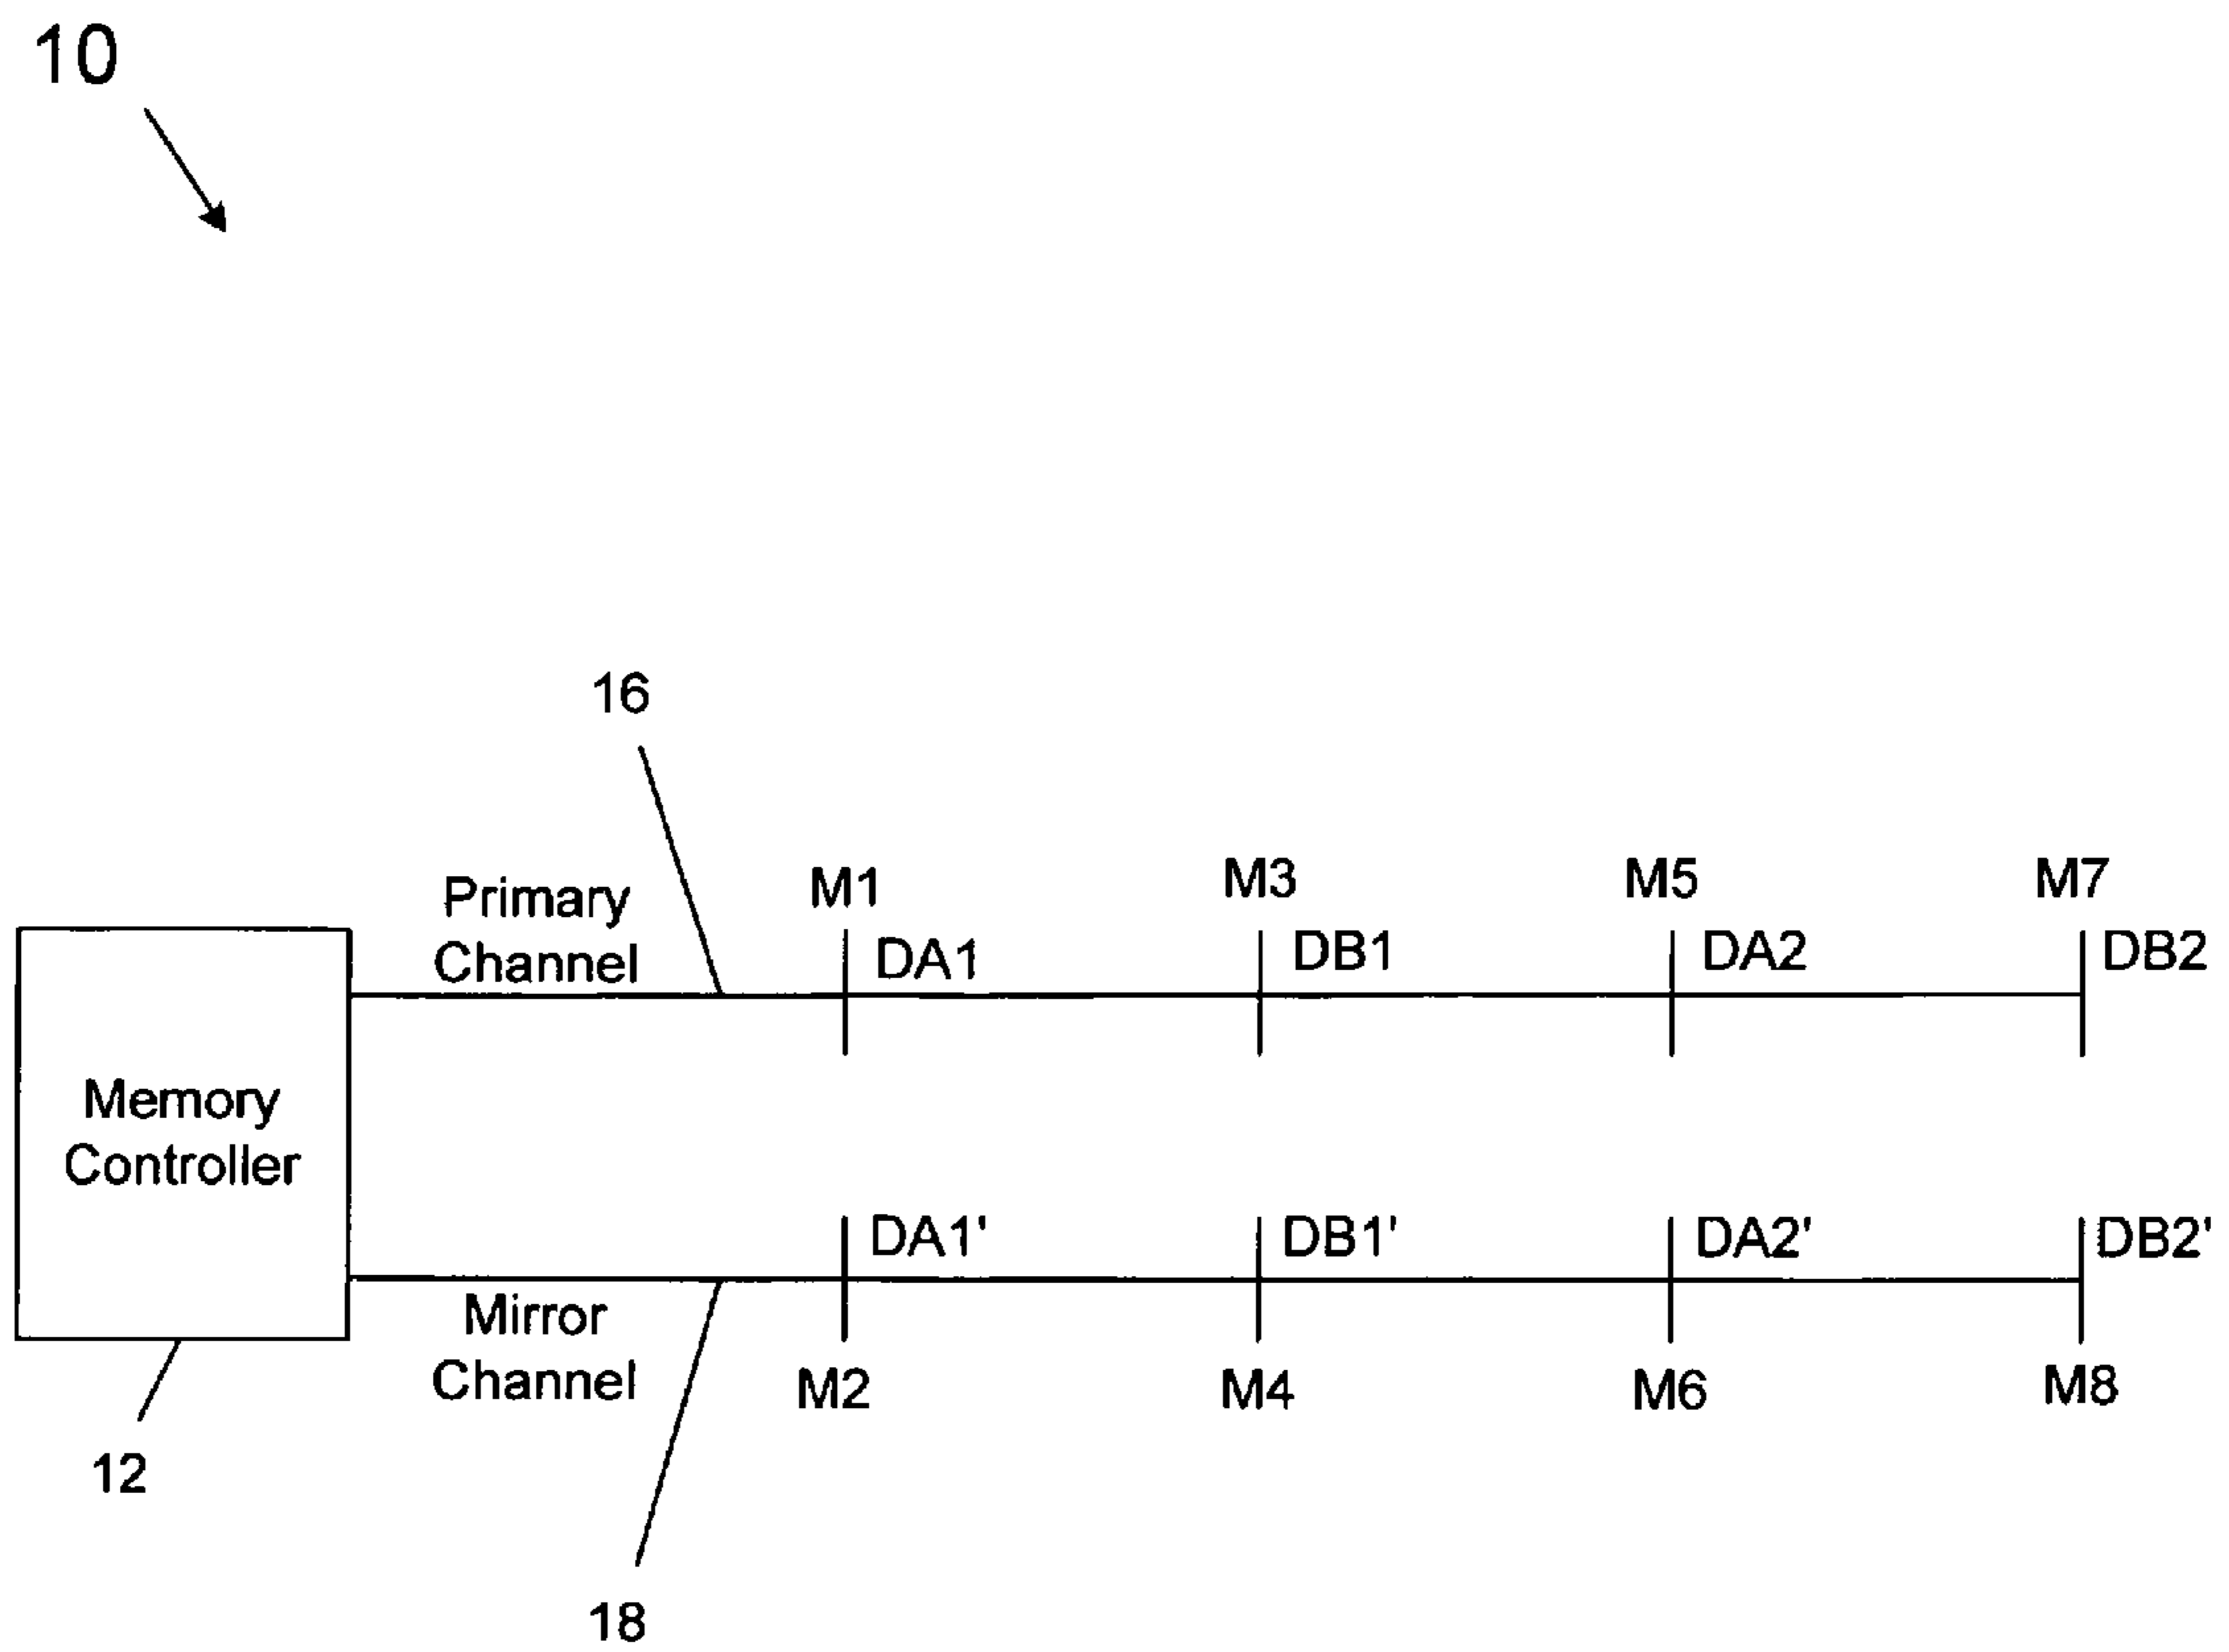 10
16
Primary
Channel
M1
M3
M5
M7
DA1
DB1
DA2
DB2
Memory
Controller
DA1'
DB1'
DA2'
DB2'
Mirror
Channel
M2
M4
M6
M8
12
18